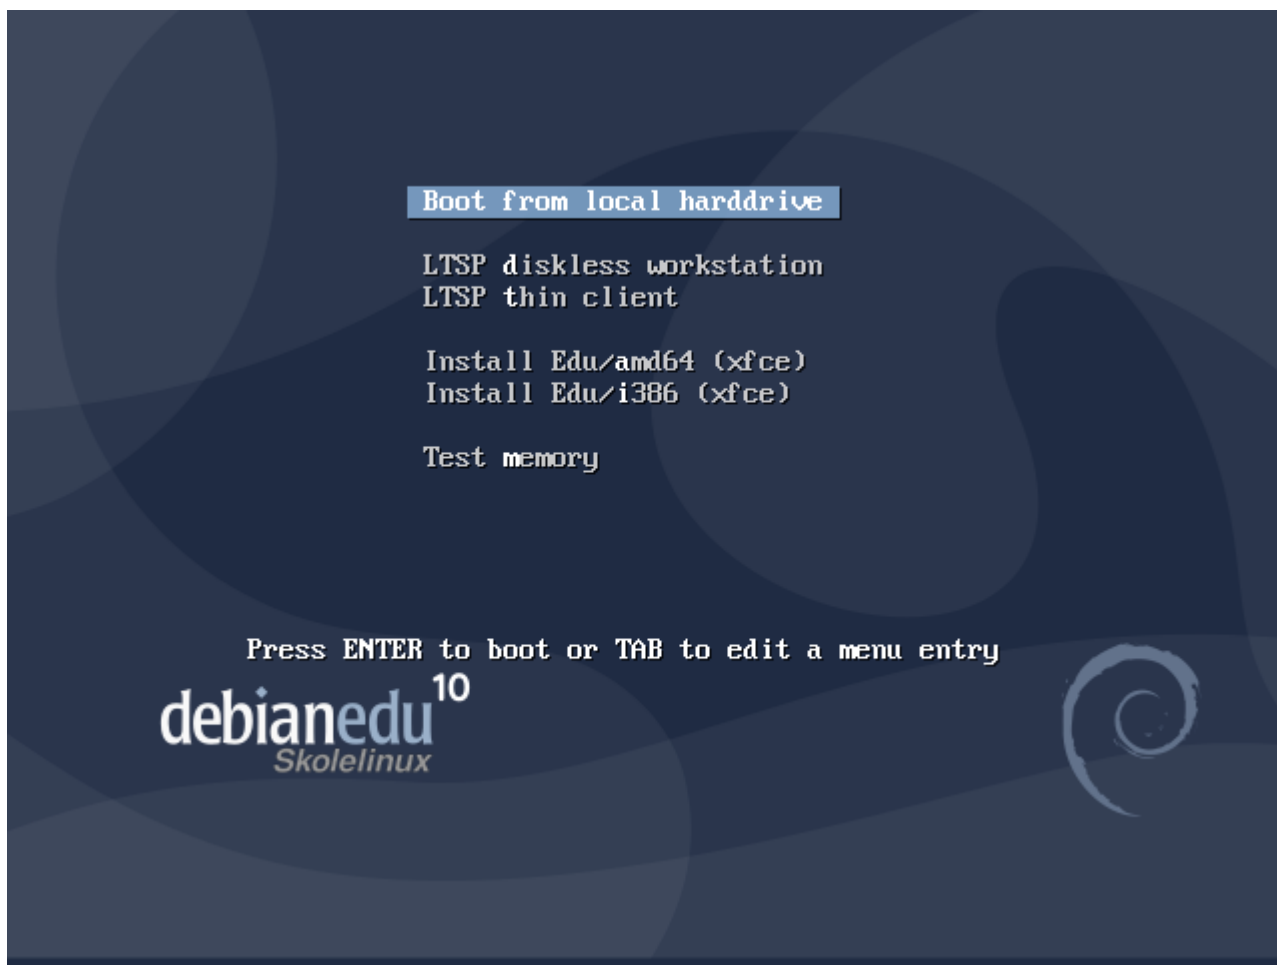 Boot from local harddrive
LTSP diskless workstation
LTSP thin client
Install Edu/amd64 (xfce)
Install Edu/i386 (xfce)
Test memory
Press ENTER to boot or TAB to edit a menu entry
debianedu 10
Skolelinux